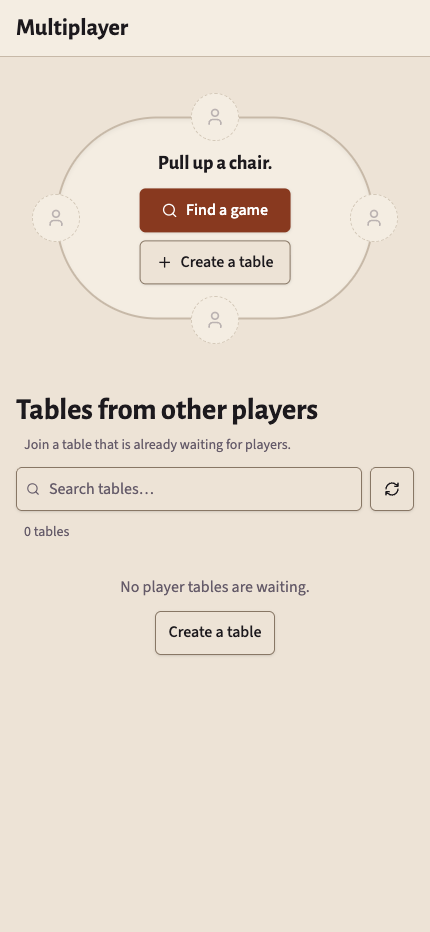 Multiplayer
Pull up a chair.
Find a game
Create a table
Tables from other players
Join a table that is already waiting for players.
Search tables…
0 tables
No player tables are waiting.
Create a table